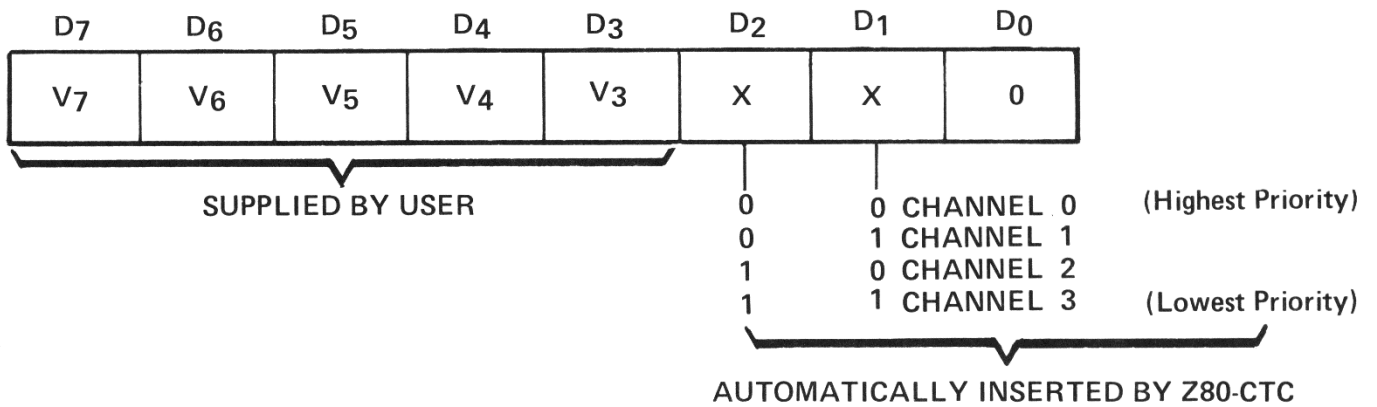 D7 D6 D5 D4 D3 D2 D1 D0
V7 V6 V5 V4 V3 X X 0
SUPPLIED BY USER
0 0 CHANNEL 0 (Highest Priority)
0 1 CHANNEL 1
1 0 CHANNEL 2
1 1 CHANNEL 3 (Lowest Priority)
AUTOMATICALLY INSERTED BY Z80-CTC